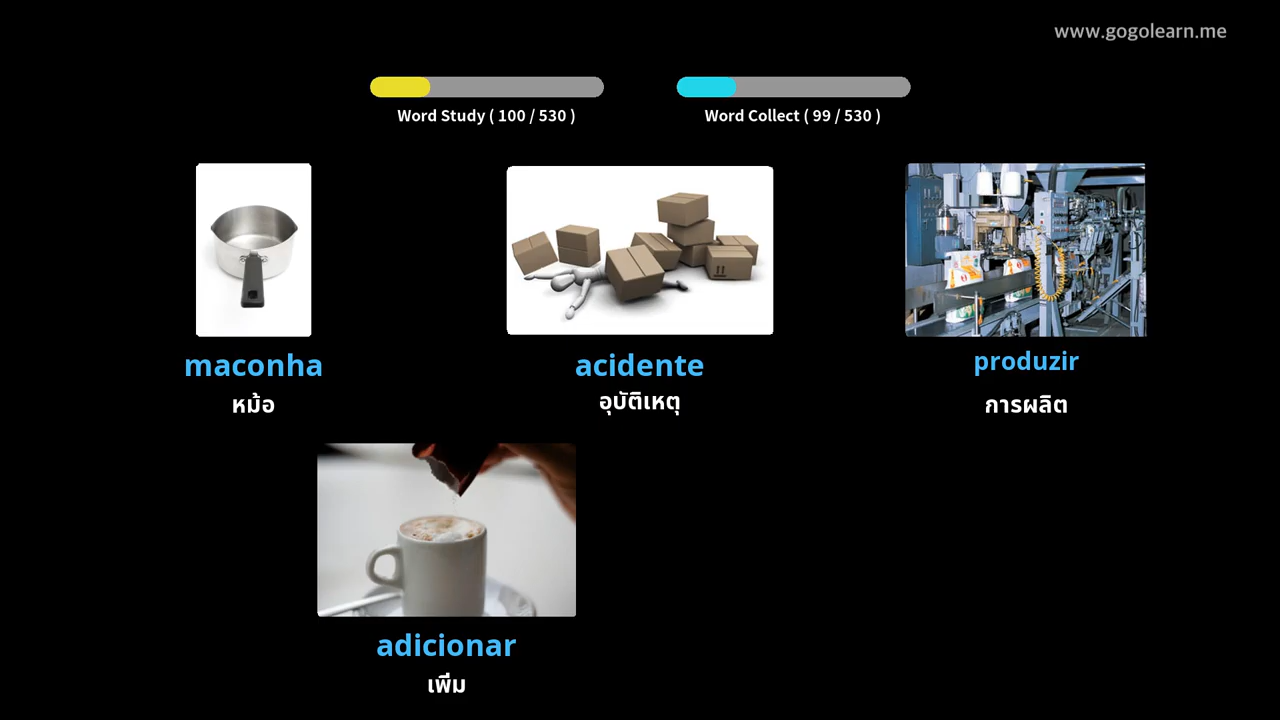 www.gogolearn.me
Word Study ( 100 / 530 )
Word Collect ( 99 / 530 )
maconha
acidente
produzir
หม้อ
อุบัติเหตุ
การผลิต
adicionar
เพิ่ม